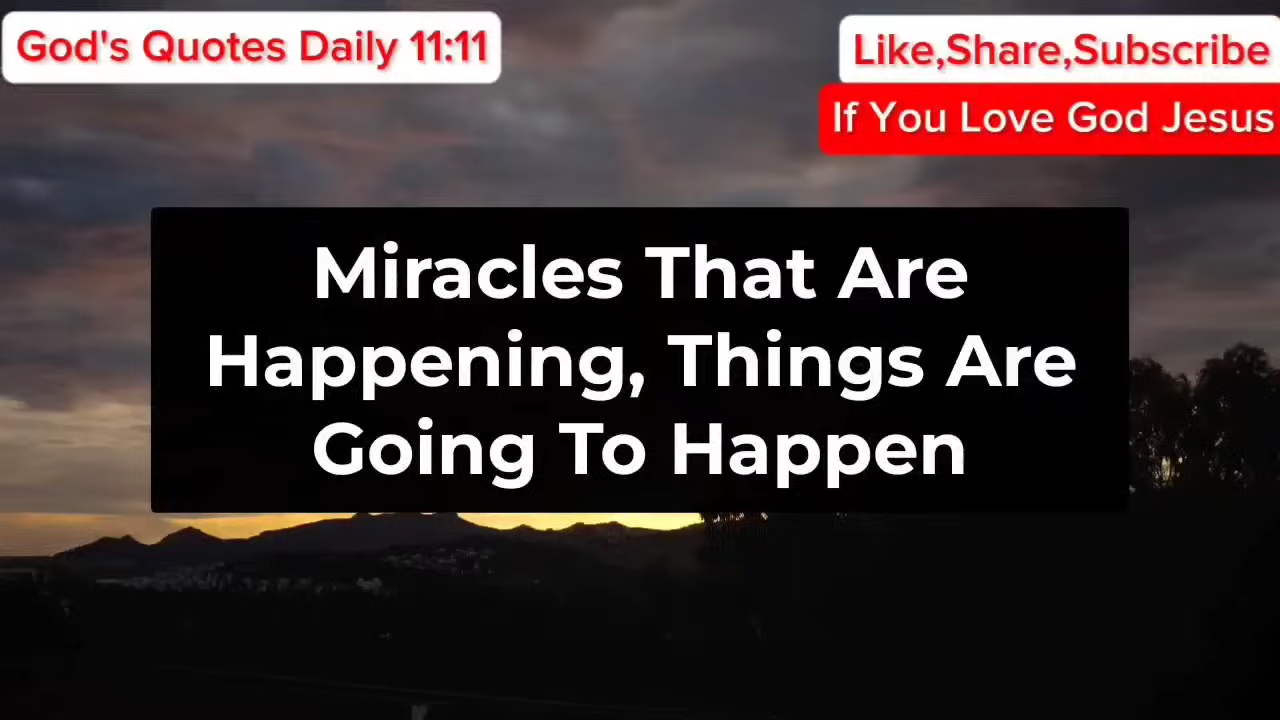 God's Quotes Daily 11:11
Like,Share,Subscribe
If You Love God Jesus
Miracles That Are
Happening, Things Are
Going To Happen